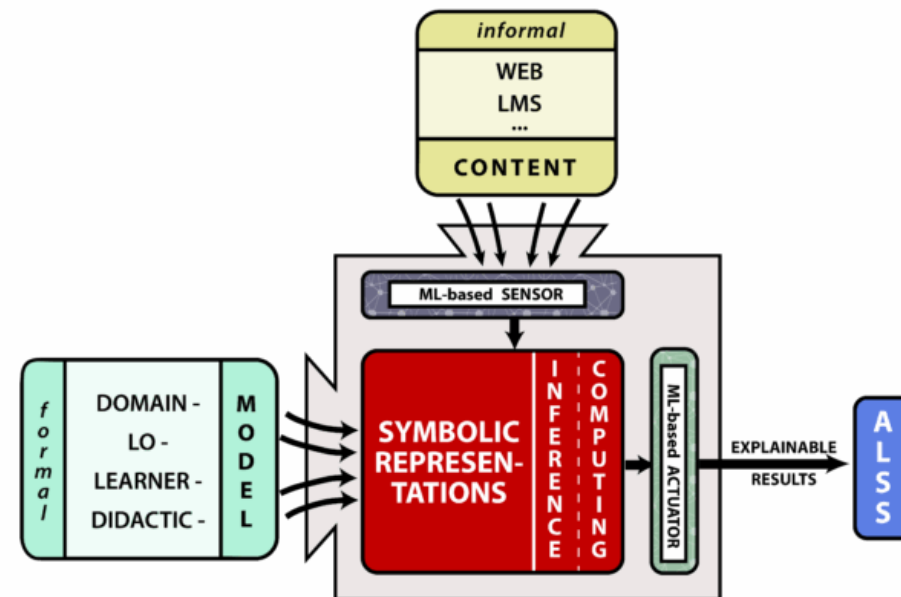 informal
WEB
LMS
...
CONTENT
ML-based SENSOR
formal
DOMAIN -
LO -
LEARNER -
DIDACTIC -
MODEL
SYMBOLIC
REPRESEN-
TATIONS
INFERENCE
COMPUTING
ML-based ACTUATOR
EXPLAINABLE
RESULTS
ALSS